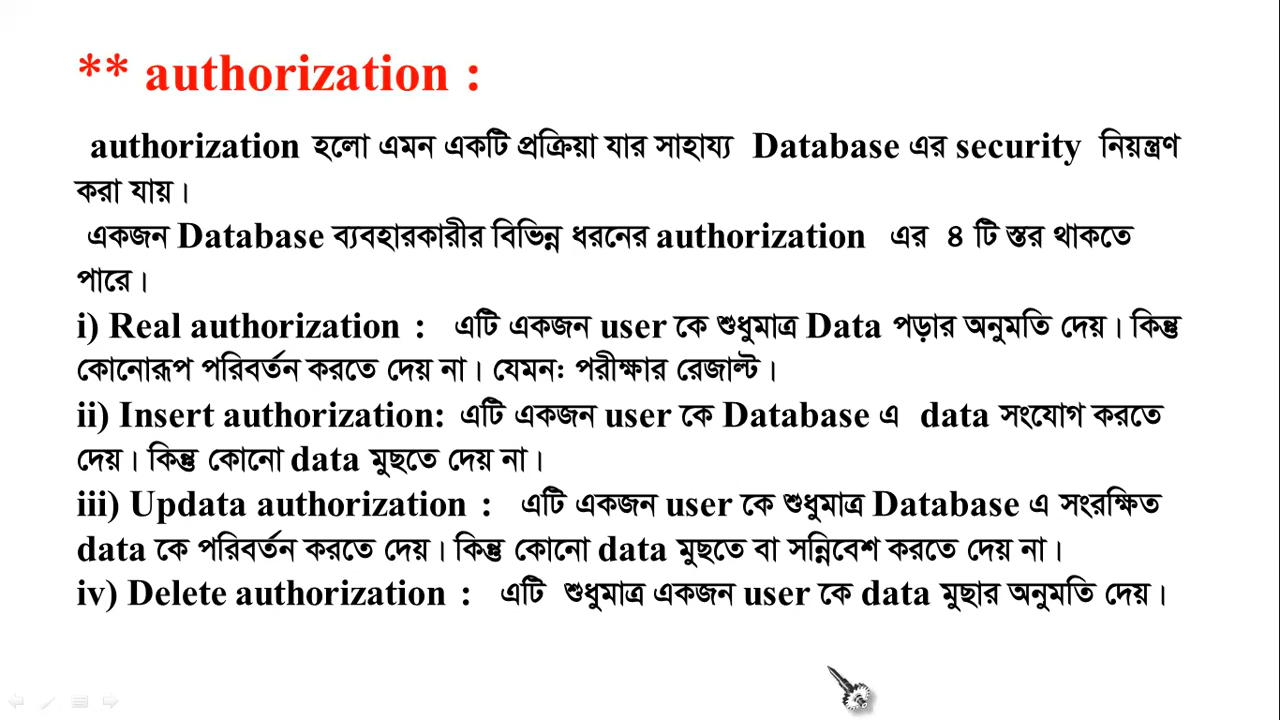 ** authorization :
authorization হলো এমন একটি প্রক্রিয়া যার সাহায্য Database এর security নিয়ন্ত্রণ
করা যায়।
একজন Database ব্যবহারকারীর বিভিন্ন ধরনের authorization এর ৪ টি স্তর থাকতে
পারে।
i) Real authorization : এটি একজন user কে শুধুমাত্র Data পড়ার অনুমতি দেয়। কিন্তু
কোনোরূপ পরিবর্তন করতে দেয় না। যেমন: পরীক্ষার রেজাল্ট।
ii) Insert authorization: এটি একজন user কে Database এ data সংযোগ করতে
দেয়। কিন্তু কোনো data মুছতে দেয় না।
iii) Updata authorization : এটি একজন user কে শুধুমাত্র Database এ সংরক্ষিত
data কে পরিবর্তন করতে দেয়। কিন্তু কোনো data মুছতে বা সন্নিবেশ করতে দেয় না।
iv) Delete authorization : এটি শুধুমাত্র একজন user কে data মুছার অনুমতি দেয়।